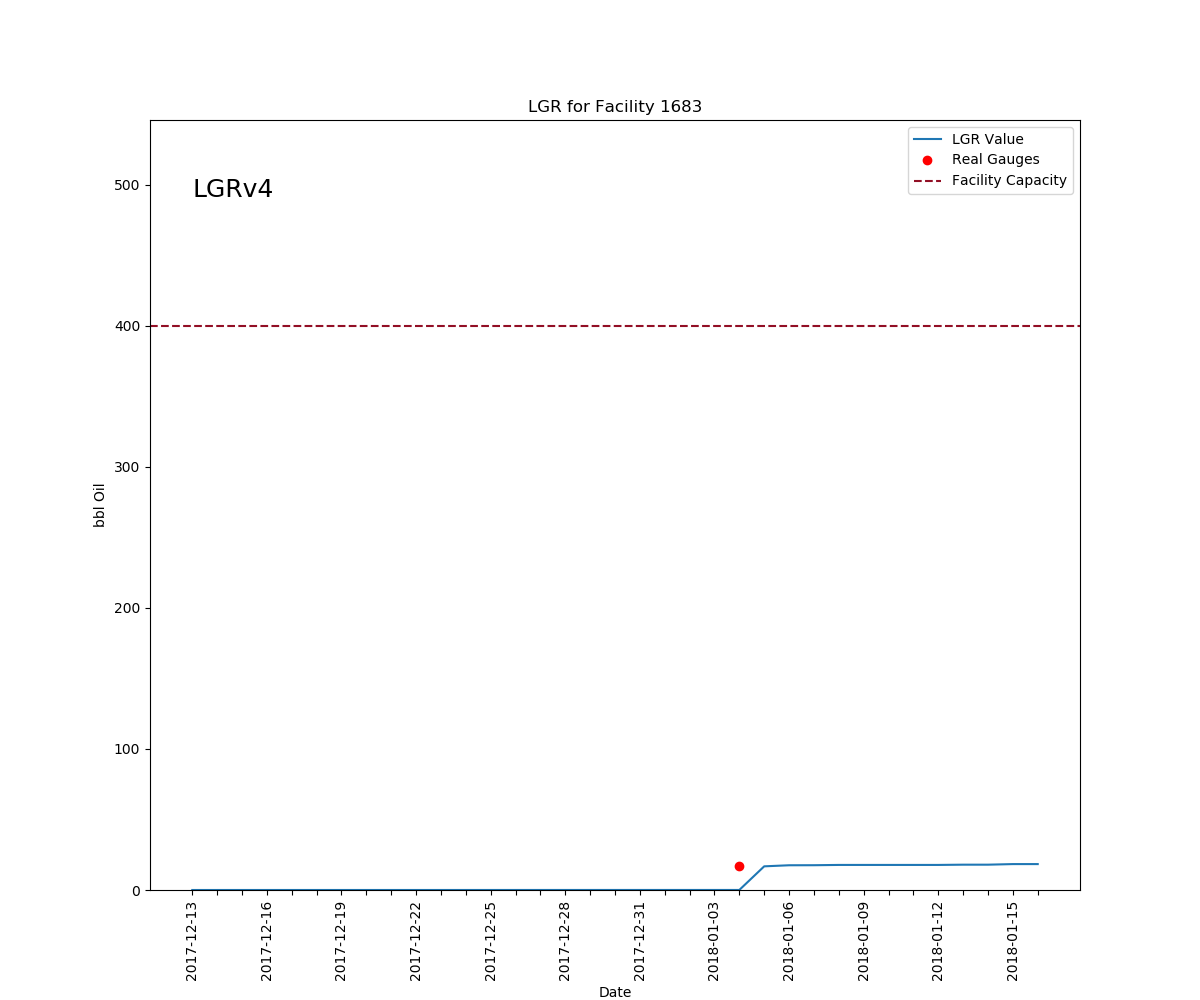 LGR for Facility 1683
LGR Value
Real Gauges
Facility Capacity
LGRv4
500
400
300
200
100
0
bbl Oil
2017-12-13
2017-12-16
2017-12-19
2017-12-22
2017-12-25
2017-12-28
2017-12-31
2018-01-03
2018-01-06
2018-01-09
2018-01-12
2018-01-15
Date